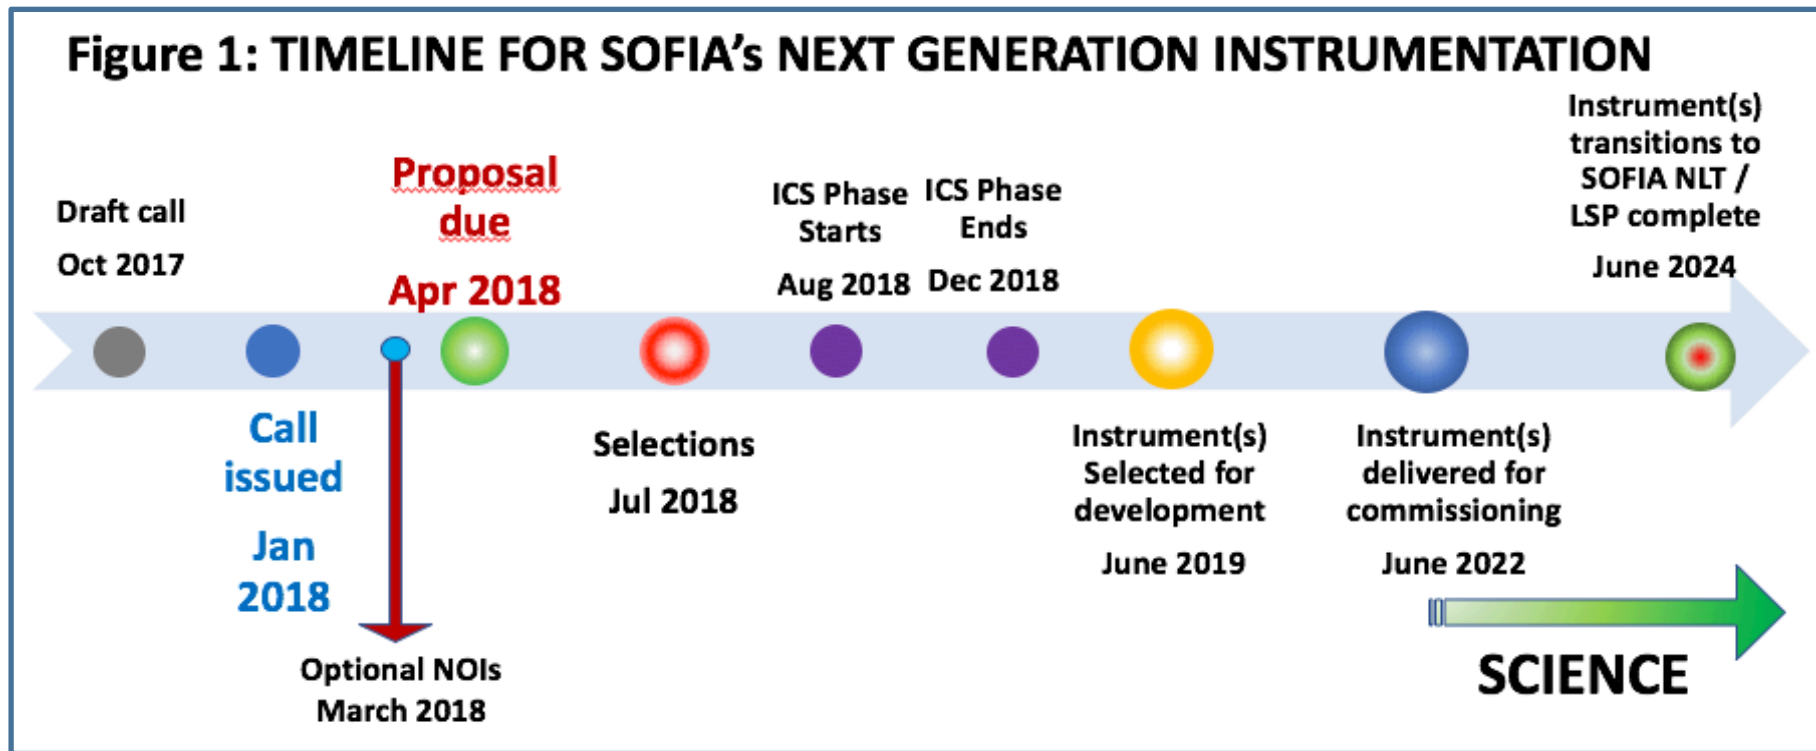 Figure 1: TIMELINE FOR SOFIA's NEXT GENERATION INSTRUMENTATION
Draft call
Oct 2017
Call
issued
Jan
2018
Optional NOIs
March 2018
Proposal
due
Apr 2018
Selections
Jul 2018
ICS Phase
Starts
Aug 2018
ICS Phase
Ends
Dec 2018
Instrument(s)
Selected for
development
June 2019
Instrument(s)
delivered for
commissioning
June 2022
Instrument(s)
transitions to
SOFIA NLT /
LSP complete
June 2024
SCIENCE